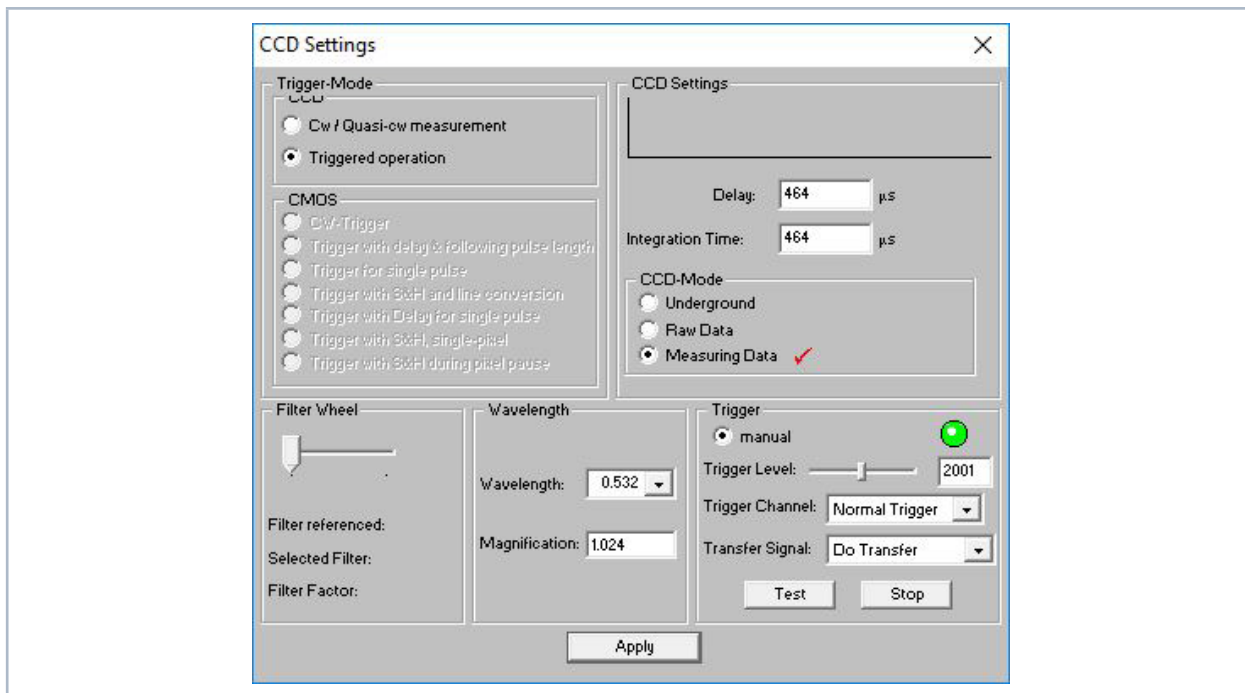 CCD Settings
Trigger-Mode
CCD
Cw / Quasi-cw measurement
Triggered operation
CMOS
CW-Trigger
Trigger with delay & following pulse length
Trigger for single pulse
Trigger with S&H and line conversion
Trigger with Delay for single pulse
Trigger with S&H, single-pixel
Trigger with S&H during pixel pause
CCD Settings
Delay: 464 µs
Integration Time: 464 µs
CCD-Mode
Underground
Raw Data
Measuring Data
Filter Wheel
Filter referenced:
Selected Filter:
Filter Factor:
Wavelength
Wavelength: 0.532
Magnification: 1.024
Trigger
manual
Trigger Level: 2001
Trigger Channel: Normal Trigger
Transfer Signal: Do Transfer
Test Stop
Apply